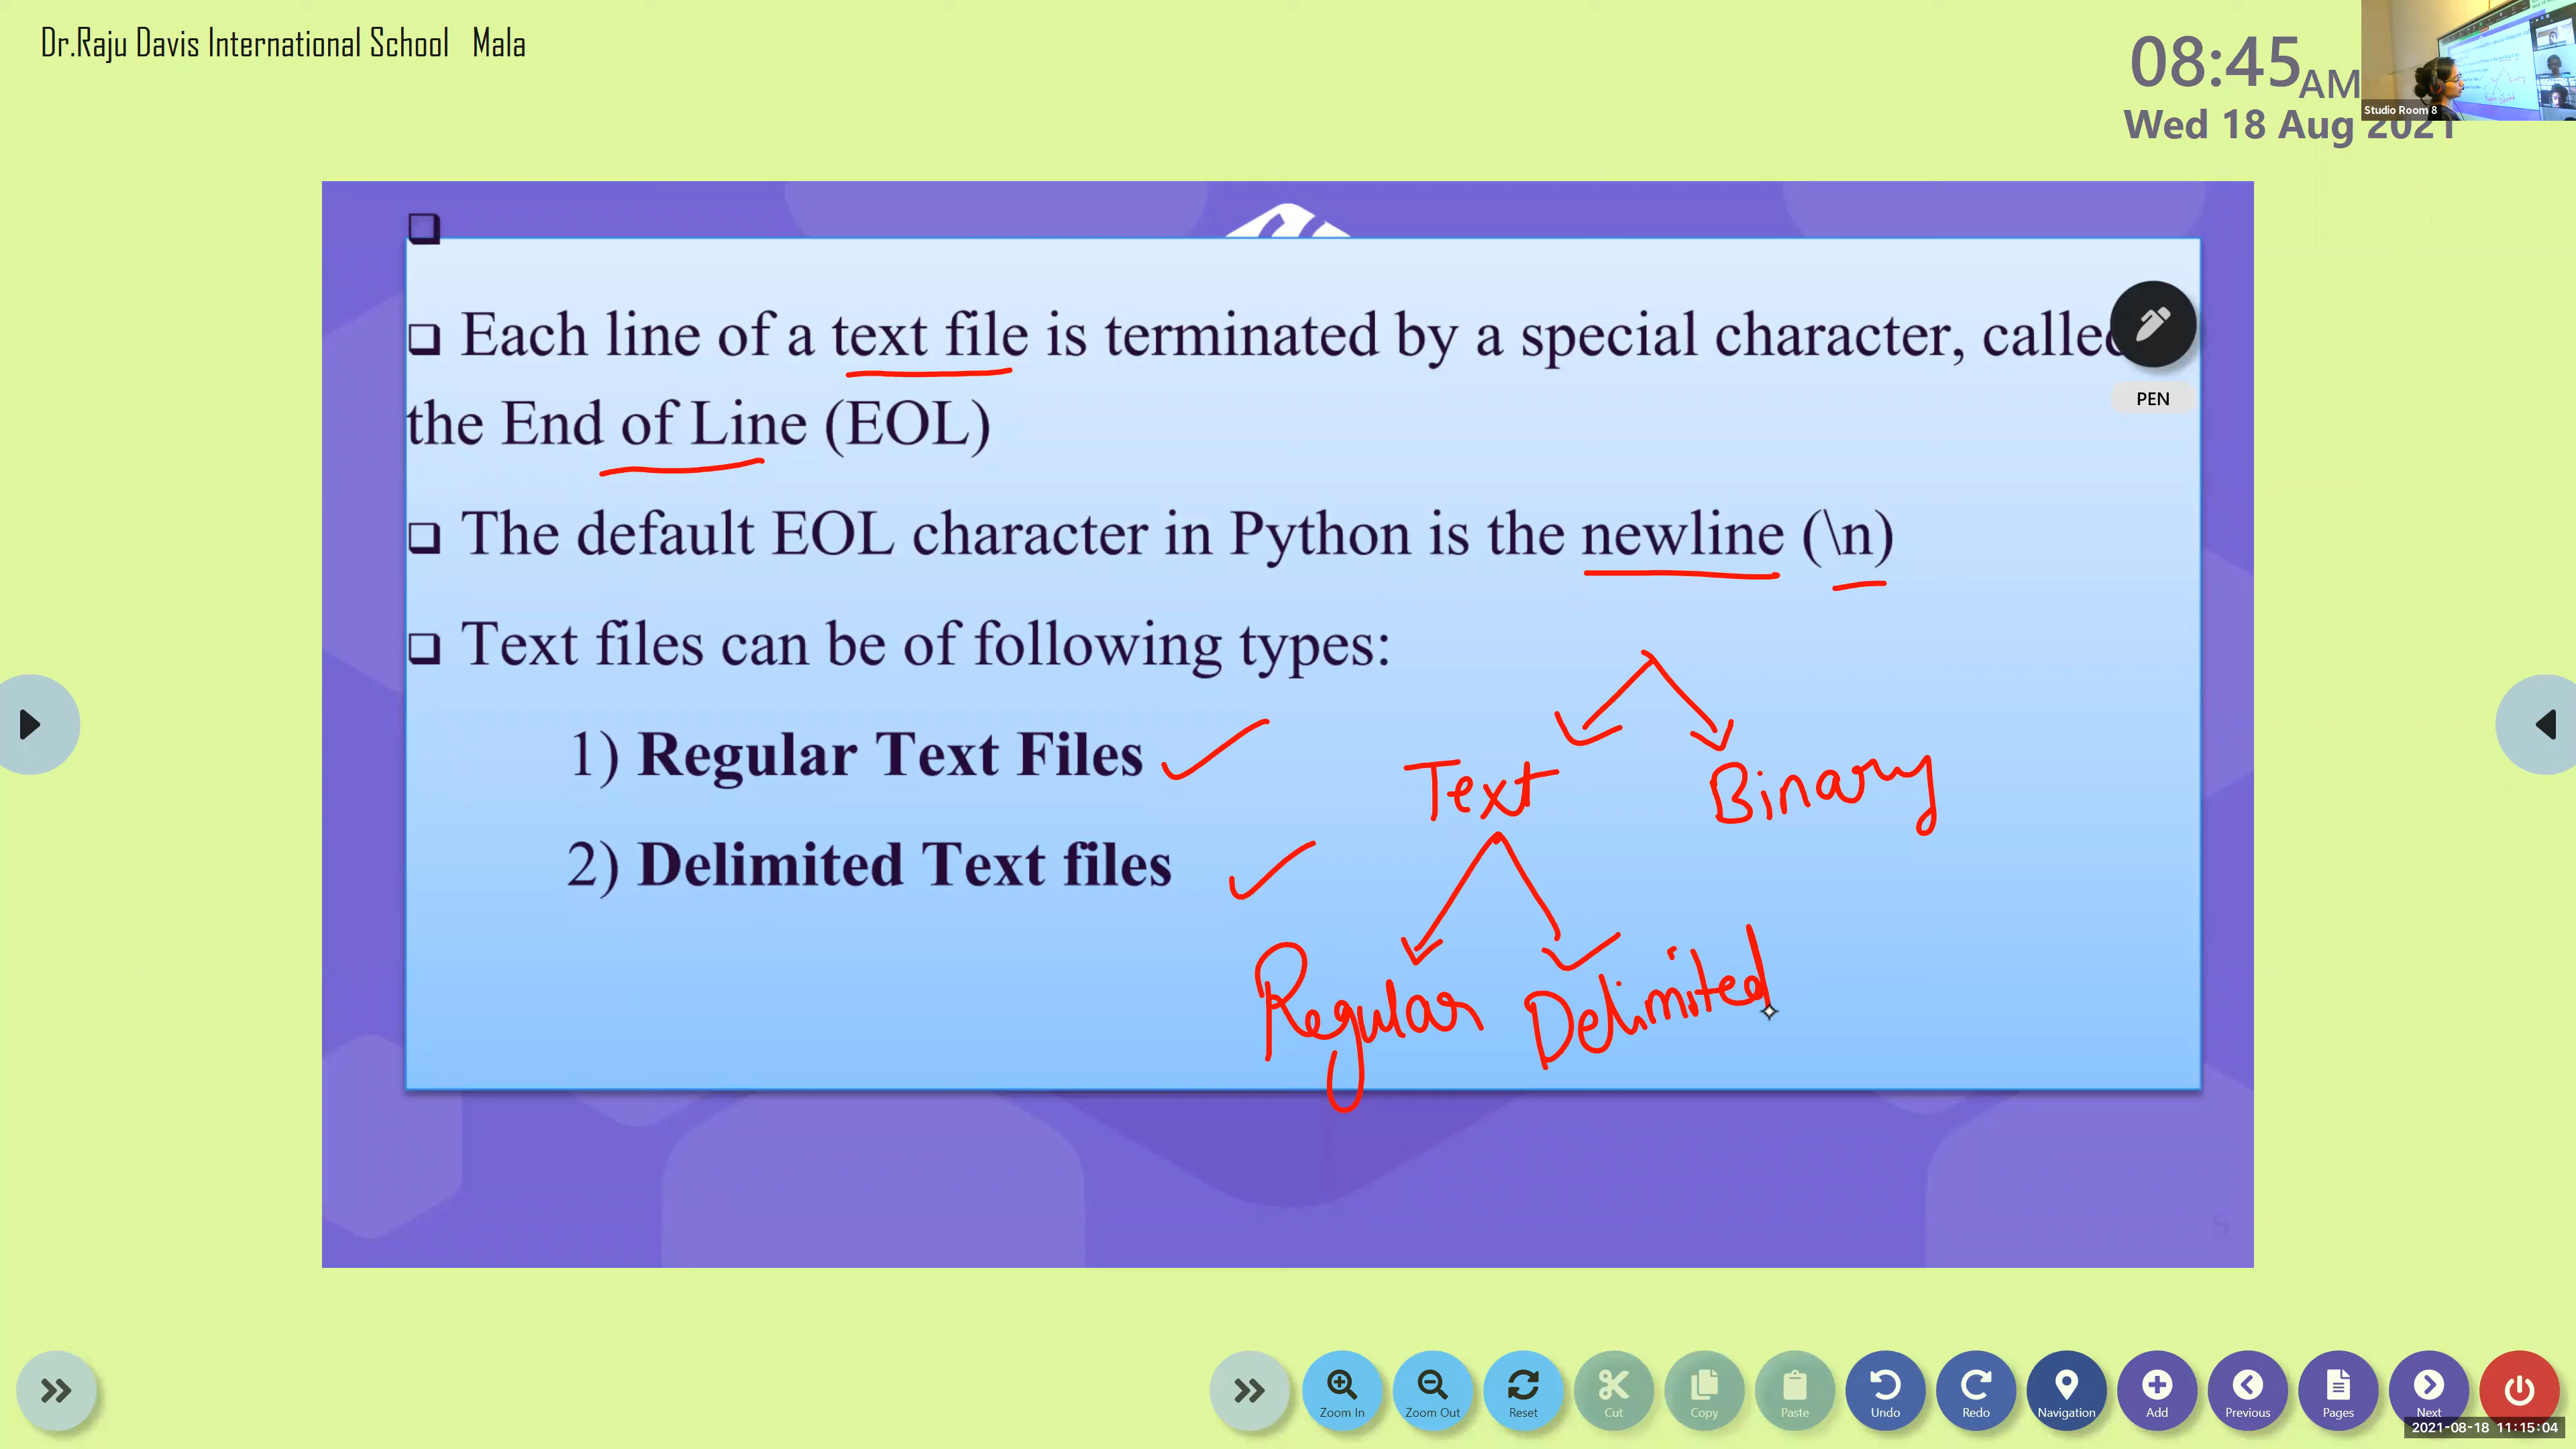 Dr.Raju Davis International School Mala
08:45 AM
Wed 18 Aug 2021
Studio Room 8
❑
❑ Each line of a text file is terminated by a special character, called
the End of Line (EOL)
PEN
❑ The default EOL character in Python is the newline (\n)
❑ Text files can be of following types:
1) Regular Text Files
2) Delimited Text files
Text Binary
Regular Delimited
5
Zoom In Zoom Out Reset Cut Copy Paste Undo Redo Navigation Add Previous Pages Next
2021-08-18 11:15:04